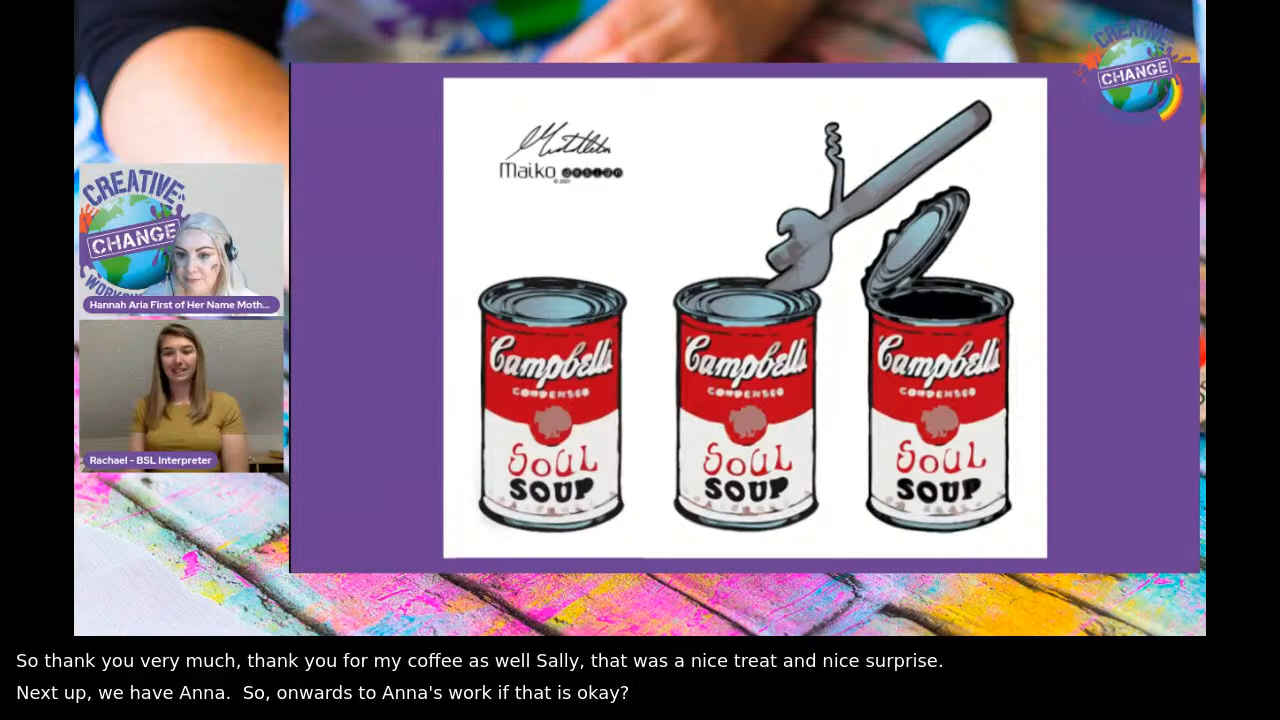 CREATIVE
CHANGE
Middleton
Maiko design
© 2021
CREATIVE
CHANGE
Hannah Aria First of Her Name Moth...
Rachael - BSL Interpreter
Campbell's
CONDENSED
SOUL
SOUP
Campbell's
CONDENSED
SOUL
SOUP
Campbell's
CONDENSED
SOUL
SOUP
So thank you very much, thank you for my coffee as well Sally, that was a nice treat and nice surprise.
Next up, we have Anna.  So, onwards to Anna's work if that is okay?